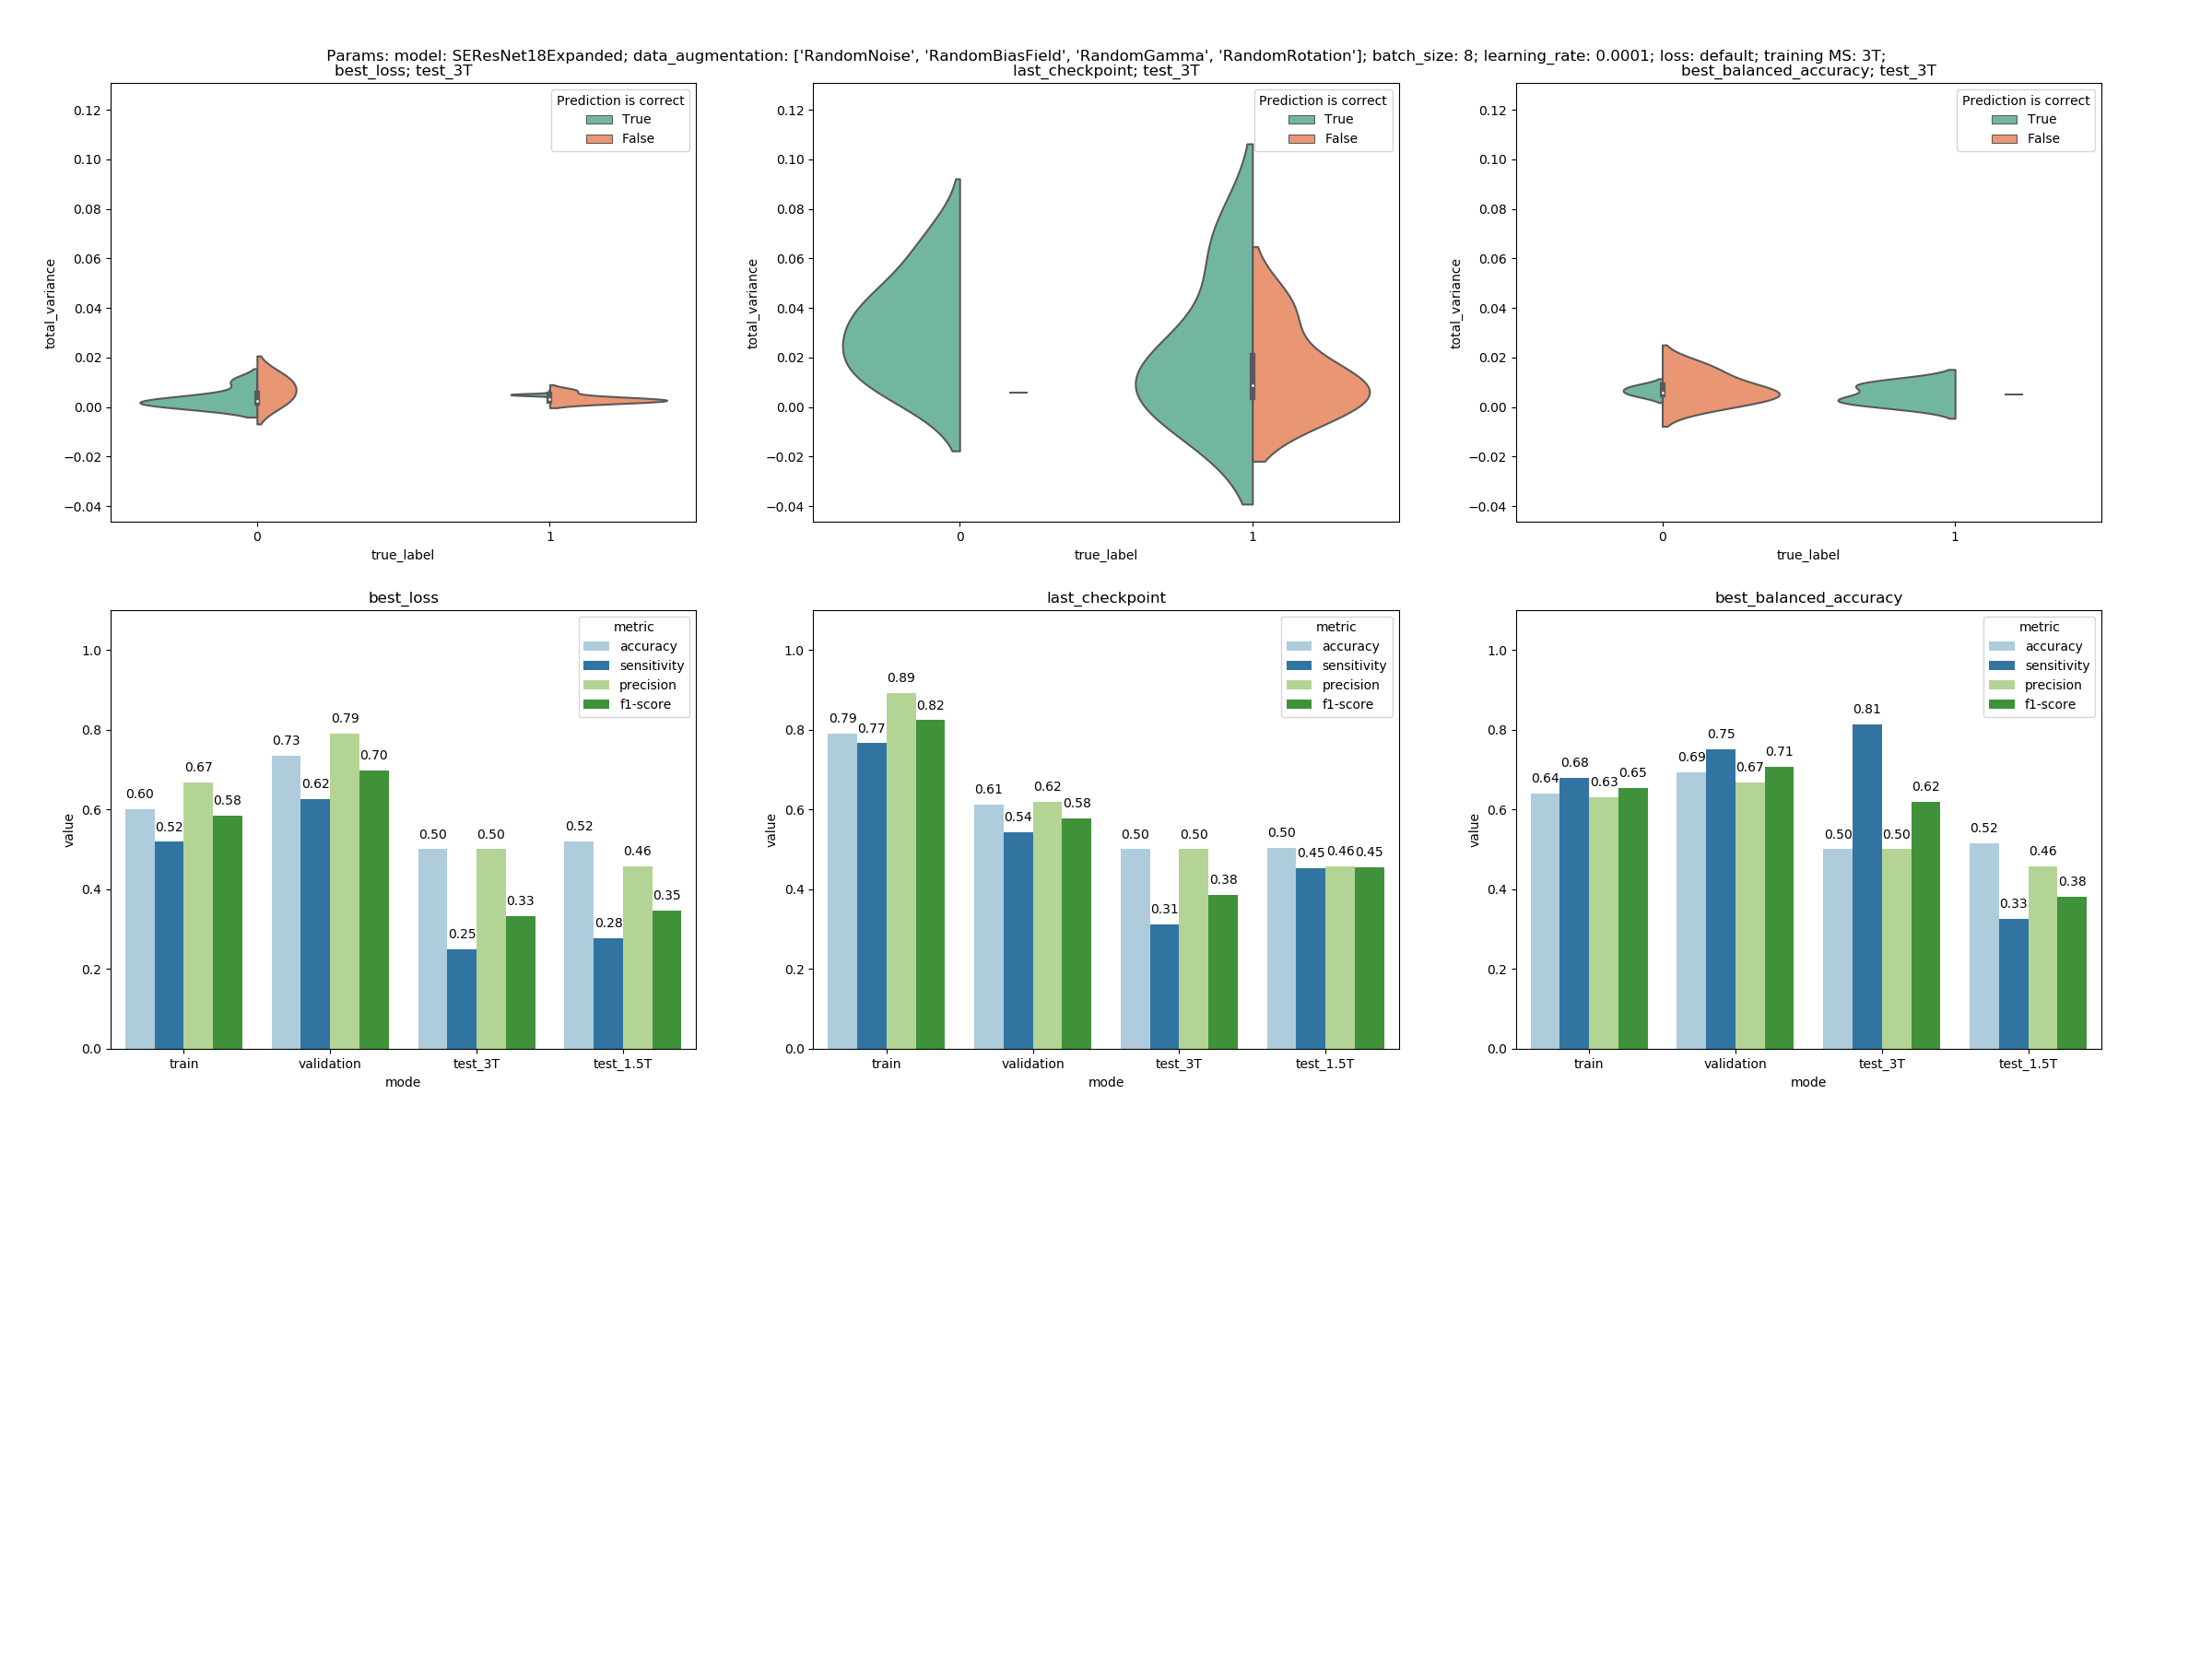 Params: model: SEResNet18Expanded; data_augmentation: ['RandomNoise', 'RandomBiasField', 'RandomGamma', 'RandomRotation']; batch_size: 8; learning_rate: 0.0001; loss: default; training MS: 3T;
best_loss; test_3T
0.12
0.10
0.08
0.06
0.04
0.02
0.00
−0.02
−0.04
total_variance
Prediction is correct
True
False
0 1
true_label
last_checkpoint; test_3T
0.12
0.10
0.08
0.06
0.04
0.02
0.00
−0.02
−0.04
total_variance
Prediction is correct
True
False
0 1
true_label
best_balanced_accuracy; test_3T
0.12
0.10
0.08
0.06
0.04
0.02
0.00
−0.02
−0.04
total_variance
Prediction is correct
True
False
0 1
true_label
best_loss
1.0
0.8
0.6
0.4
0.2
0.0
value
metric
accuracy
sensitivity
precision
f1-score
0.60 0.52 0.67 0.58
0.73 0.62 0.79 0.70
0.50 0.25 0.50 0.33
0.52 0.28 0.46 0.35
train validation test_3T test_1.5T
mode
last_checkpoint
1.0
0.8
0.6
0.4
0.2
0.0
value
metric
accuracy
sensitivity
precision
f1-score
0.79 0.77 0.89 0.82
0.61 0.54 0.62 0.58
0.50 0.31 0.50 0.38
0.50 0.45 0.46 0.45
train validation test_3T test_1.5T
mode
best_balanced_accuracy
1.0
0.8
0.6
0.4
0.2
0.0
value
metric
accuracy
sensitivity
precision
f1-score
0.64 0.68 0.63 0.65
0.69 0.75 0.67 0.71
0.50 0.81 0.50 0.62
0.52 0.33 0.46 0.38
train validation test_3T test_1.5T
mode